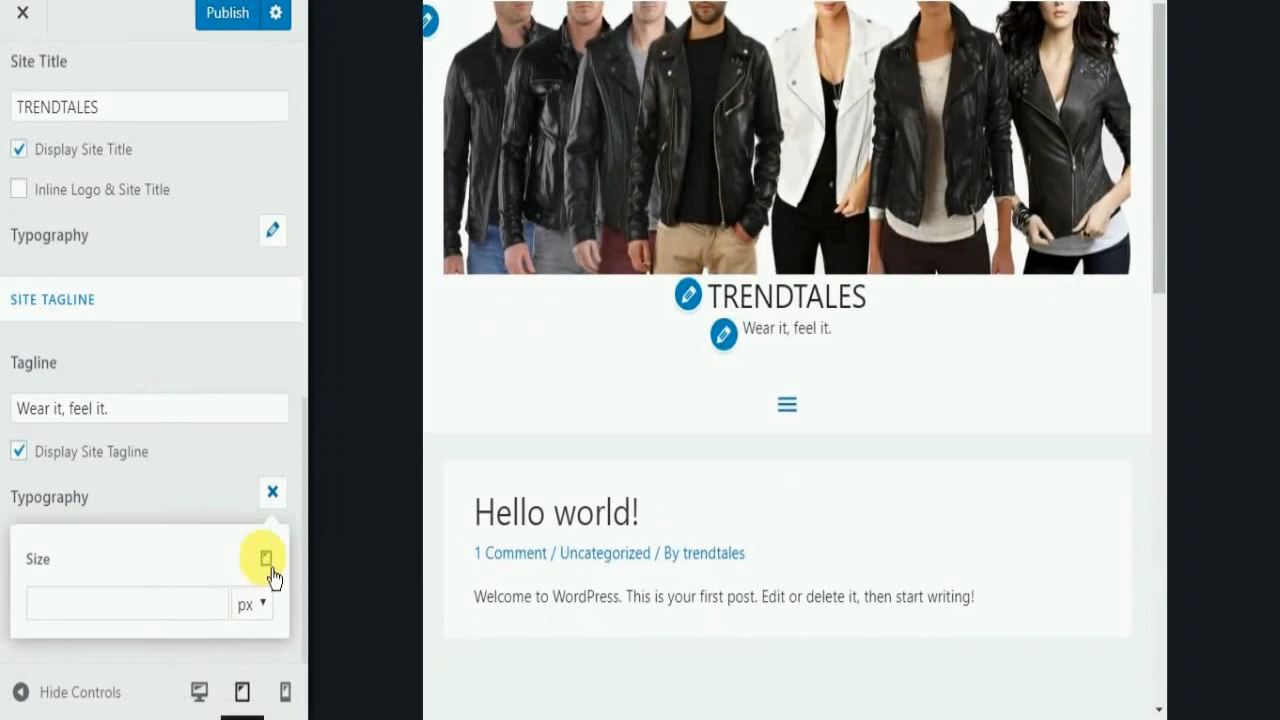 Publish
Site Title
TRENDTALES
Display Site Title
Inline Logo & Site Title
Typography
SITE TAGLINE
Tagline
Wear it, feel it.
Display Site Tagline
Typography
Size
px
Hide Controls
TRENDTALES
Wear it, feel it.
Hello world!
1 Comment / Uncategorized / By trendtales
Welcome to WordPress. This is your first post. Edit or delete it, then start writing!